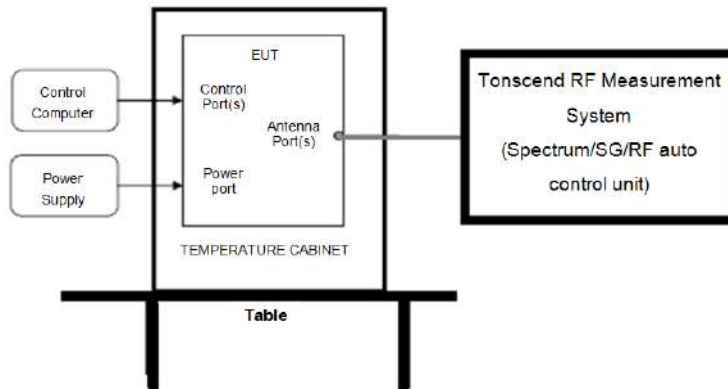 EUT
Control
Computer
Control
Port(s)
Antenna
Port(s)
Power
Supply
Power
port
TEMPERATURE CABINET
Table
Tonscend RF Measurement
System
(Spectrum/SG/RF auto
control unit)